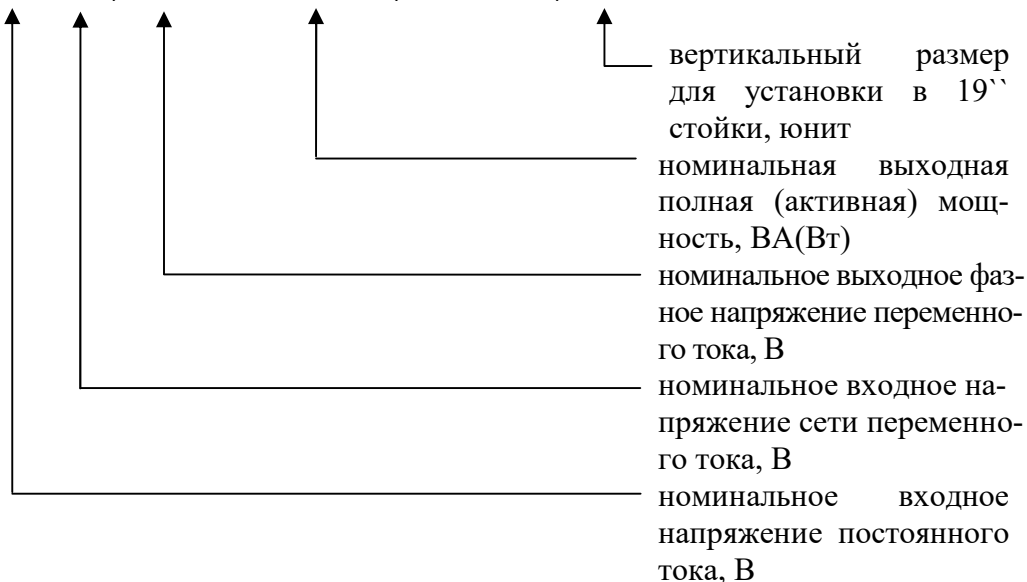 вертикальный размер
для установки в 19``
стойки, юнит
номинальная выходная
полная (активная) мощ-
ность, ВА(Вт)
номинальное выходное фаз-
ное напряжение переменно-
го тока, В
номинальное входное на-
пряжение сети переменно-
го тока, В
номинальное входное
напряжение постоянного
тока, В